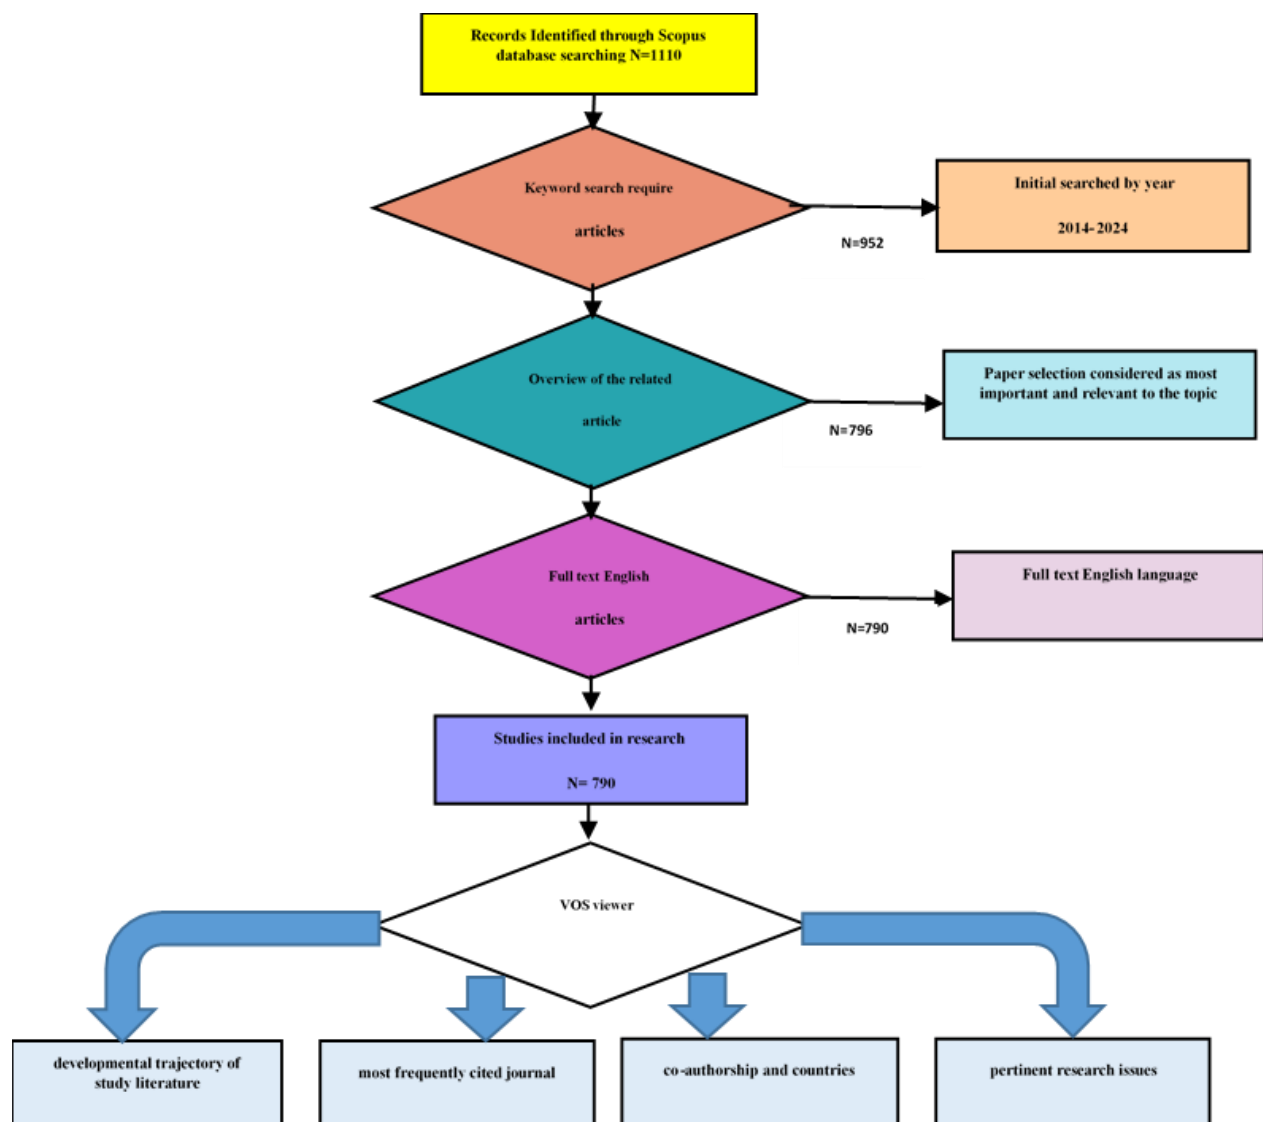 Records Identified through Scopus
database searching N=1110
Keyword search require
articles
N=952
Initial searched by year
2014-2024
Overview of the related
article
N=796
Paper selection considered as most
important and relevant to the topic
Full text English
articles
N=790
Full text English language
Studies included in research
N= 790
VOS viewer
developmental trajectory of
study literature
most frequently cited journal
co-authorship and countries
pertinent research issues